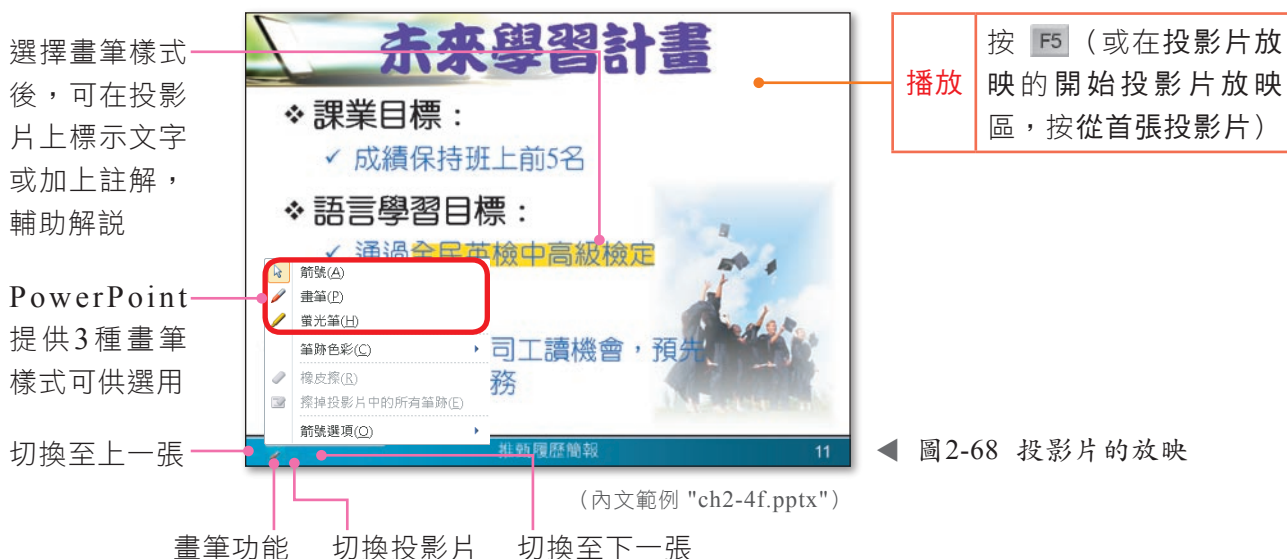 選擇畫筆樣式
後，可在投影
片上標示文字
或加上註解，
輔助解說
PowerPoint
提供3種畫筆
樣式可供選用
切換至上一張
未來學習計畫
❖ 課業目標：
✓ 成績保持班上前5名
❖ 語言學習目標：
✓ 通過全民英檢中高級檢定
箭號(A)
畫筆(P)
螢光筆(H)
筆跡色彩(C)
橡皮擦(R)
擦掉投影片中的所有筆跡(E)
箭號選項(O)
司工讀機會，預先
務
推甄履歷簡報
11
播放
按 F5（或在投影片放
映的開始投影片放映
區，按從首張投影片）
◀ 圖2-68 投影片的放映
（內文範例 "ch2-4f.pptx"）
畫筆功能
切換投影片
切換至下一張